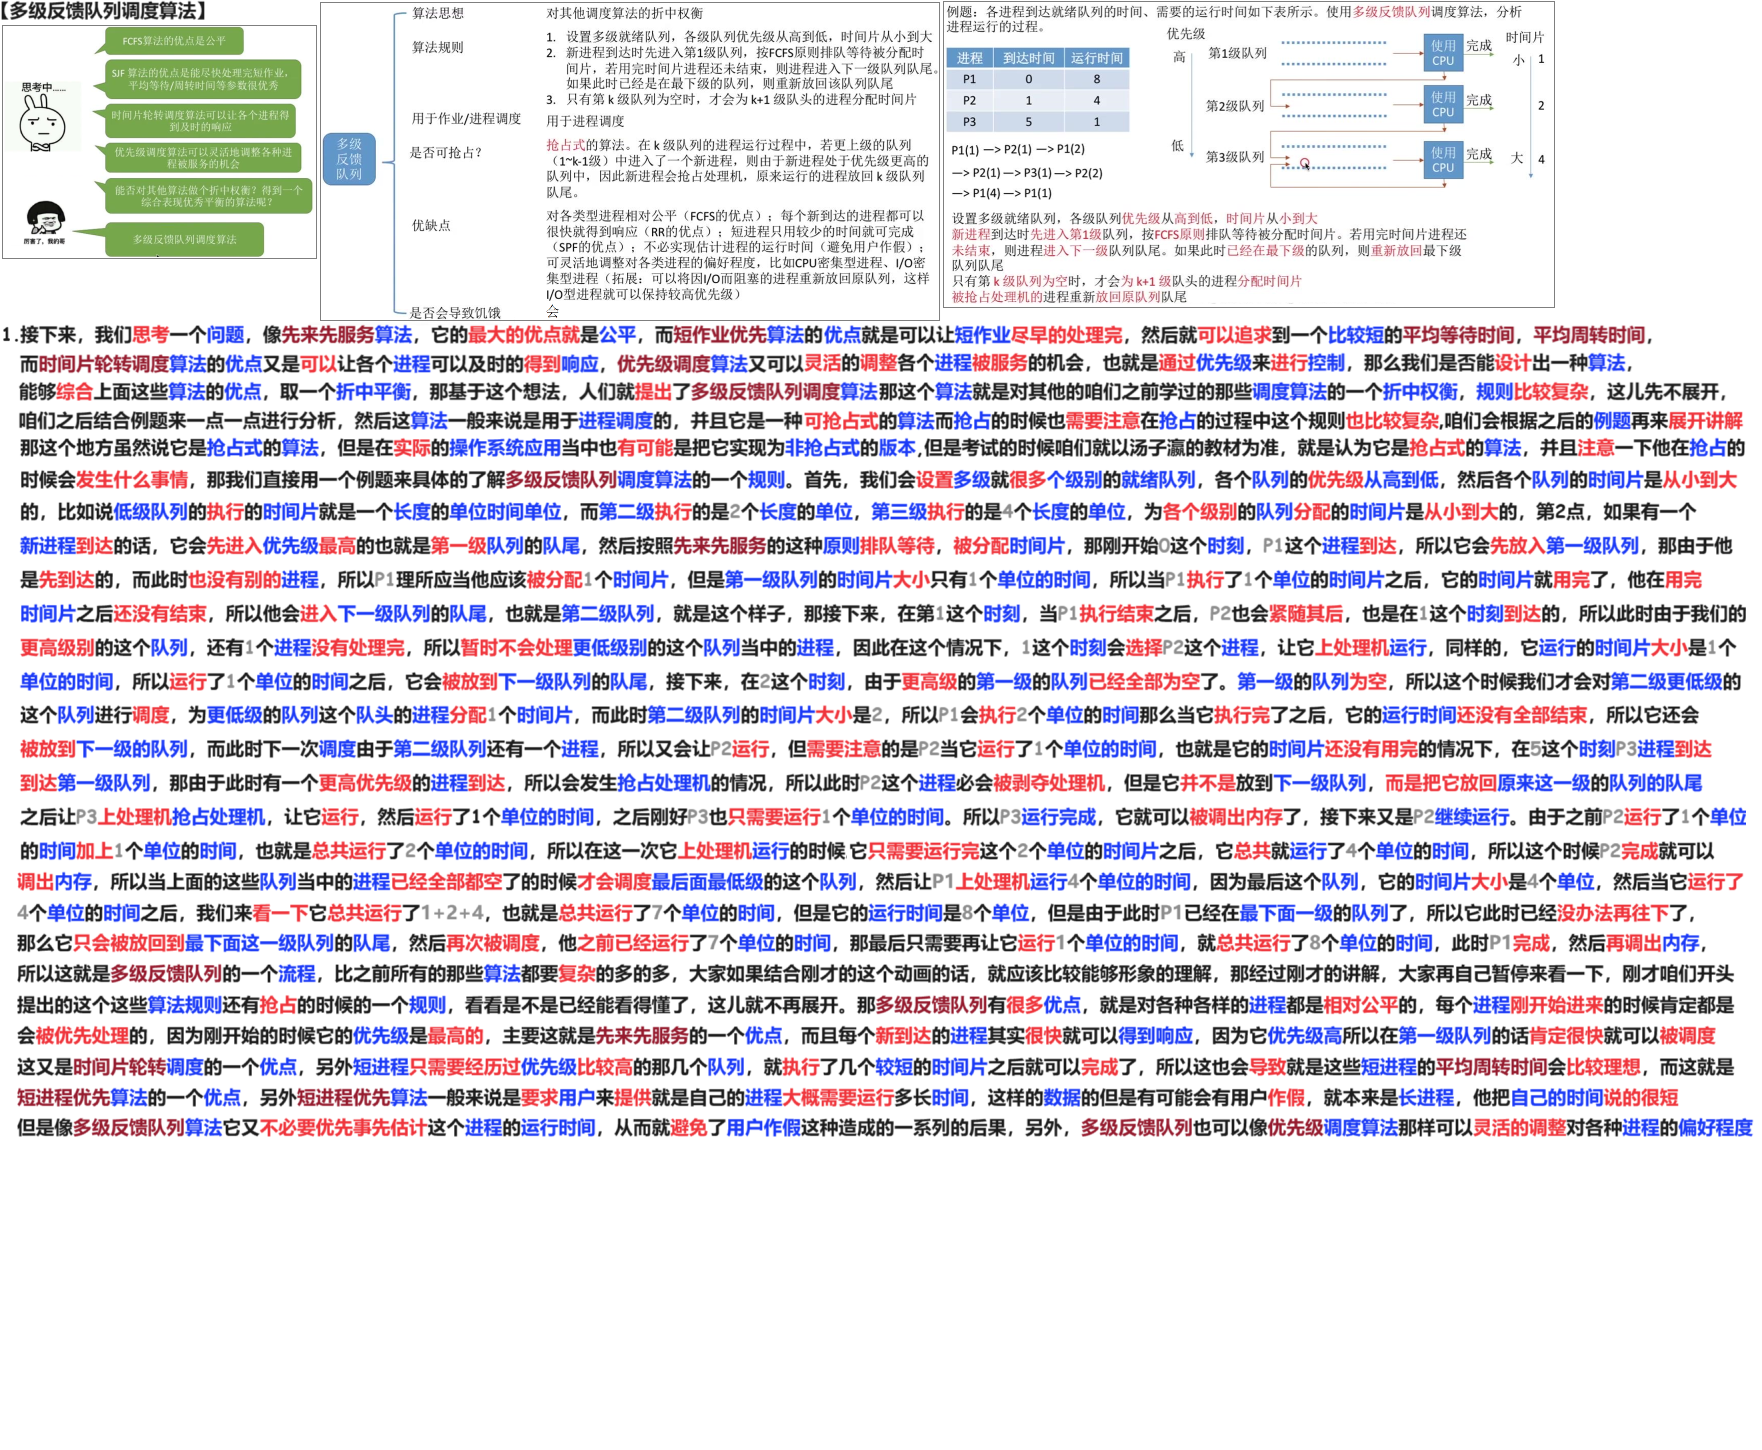 【多级反馈队列调度算法】
FCFS算法的优点是公平
SJF 算法的优点是能尽快处理完短作业，
平均等待/周转时间等参数很优秀
思考中......
时间片轮转调度算法可以让各个进程得
到及时的响应
优先级调度算法可以灵活地调整各种进
程被服务的机会
能否对其他算法做个折中权衡？得到一个
综合表现优秀平衡的算法呢？
厉害了，我的哥
多级反馈队列调度算法
多级
反馈
队列
算法思想
对其他调度算法的折中权衡
算法规则
1. 设置多级就绪队列，各级队列优先级从高到低，时间片从小到大
2. 新进程到达时先进入第1级队列，按FCFS原则排队等待被分配时
间片，若用完时间片进程还未结束，则进程进入下一级队列队尾。
如果此时已经是在最下级的队列，则重新放回该队列队尾
3. 只有第 k 级队列为空时，才会为 k+1 级队头的进程分配时间片
用于作业/进程调度
用于进程调度
是否可抢占？
抢占式的算法。在 k 级队列的进程运行过程中，若更上级的队列
（1~k-1级）中进入了一个新进程，则由于新进程处于优先级更高的
队列中，因此新进程会抢占处理机，原来运行的进程放回 k 级队列
队尾。
优缺点
对各类型进程相对公平（FCFS的优点）；每个新到达的进程都可以
很快就得到响应（RR的优点）；短进程只用较少的时间就可完成
（SPF的优点）；不必实现估计进程的运行时间（避免用户作假）；
可灵活地调整对各类进程的偏好程度，比如CPU密集型进程、I/O密
集型进程（拓展：可以将因I/O而阻塞的进程重新放回原队列，这样
I/O型进程就可以保持较高优先级）
是否会导致饥饿
会
例题：各进程到达就绪队列的时间、需要的运行时间如下表所示。使用多级反馈队列调度算法，分析
进程运行的过程。
进程 到达时间 运行时间
P1 0 8
P2 1 4
P3 5 1
P1(1) —> P2(1) —> P1(2)
—> P2(1) —> P3(1) —> P2(2)
—> P1(4) —> P1(1)
优先级
高
低
第1级队列
使用
CPU
完成
时间片
小 1
第2级队列
使用
CPU
完成
2
第3级队列
使用
CPU
完成
大 4
设置多级就绪队列，各级队列优先级从高到低，时间片从小到大
新进程到达时先进入第1级队列，按FCFS原则排队等待被分配时间片。若用完时间片进程还
未结束，则进程进入下一级队列队尾。如果此时已经在最下级的队列，则重新放回最下级
队列队尾
只有第 k 级队列为空时，才会为 k+1 级队头的进程分配时间片
被抢占处理机的进程重新放回原队列队尾
1.接下来，我们思考一个问题，像先来先服务算法，它的最大的优点就是公平，而短作业优先算法的优点就是可以让短作业尽早的处理完，然后就可以追求到一个比较短的平均等待时间，平均周转时间，
而时间片轮转调度算法的优点又是可以让各个进程可以及时的得到响应，优先级调度算法又可以灵活的调整各个进程被服务的机会，也就是通过优先级来进行控制，那么我们是否能设计出一种算法，
能够综合上面这些算法的优点，取一个折中平衡，那基于这个想法，人们就提出了多级反馈队列调度算法那这个算法就是对其他的咱们之前学过的那些调度算法的一个折中权衡，规则比较复杂，这儿先不展开，
咱们之后结合例题来一点一点进行分析，然后这算法一般来说是用于进程调度的，并且它是一种可抢占式的算法而抢占的时候也需要注意在抢占的过程中这个规则也比较复杂,咱们会根据之后的例题再来展开讲解
那这个地方虽然说它是抢占式的算法，但是在实际的操作系统应用当中也有可能是把它实现为非抢占式的版本,但是考试的时候咱们就以汤子瀛的教材为准，就是认为它是抢占式的算法，并且注意一下他在抢占的
时候会发生什么事情，那我们直接用一个例题来具体的了解多级反馈队列调度算法的一个规则。首先，我们会设置多级就很多个级别的就绪队列，各个队列的优先级从高到低，然后各个队列的时间片是从小到大
的，比如说低级队列的执行的时间片就是一个长度的单位时间单位，而第二级执行的是2个长度的单位，第三级执行的是4个长度的单位，为各个级别的队列分配的时间片是从小到大的，第2点，如果有一个
新进程到达的话，它会先进入优先级最高的也就是第一级队列的队尾，然后按照先来先服务的这种原则排队等待，被分配时间片，那刚开始0这个时刻，P1这个进程到达，所以它会先放入第一级队列，那由于他
是先到达的，而此时也没有别的进程，所以P1理所应当他应该被分配1个时间片，但是第一级队列的时间片大小只有1个单位的时间，所以当P1执行了1个单位的时间片之后，它的时间片就用完了，他在用完
时间片之后还没有结束，所以他会进入下一级队列的队尾，也就是第二级队列，就是这个样子，那接下来，在第1这个时刻，当P1执行结束之后，P2也会紧随其后，也是在1这个时刻到达的，所以此时由于我们的
更高级别的这个队列，还有1个进程没有处理完，所以暂时不会处理更低级别的这个队列当中的进程，因此在这个情况下，1这个时刻会选择P2这个进程，让它上处理机运行，同样的，它运行的时间片大小是1个
单位的时间，所以运行了1个单位的时间之后，它会被放到下一级队列的队尾，接下来，在2这个时刻，由于更高级的第一级的队列已经全部为空了。第一级的队列为空，所以这个时候我们才会对第二级更低级的
这个队列进行调度，为更低级的队列这个队头的进程分配1个时间片，而此时第二级队列的时间片大小是2，所以P1会执行2个单位的时间那么当它执行完了之后，它的运行时间还没有全部结束，所以它还会
被放到下一级的队列，而此时下一次调度由于第二级队列还有一个进程，所以又会让P2运行，但需要注意的是P2当它运行了1个单位的时间，也就是它的时间片还没有用完的情况下，在5这个时刻P3进程到达
到达第一级队列，那由于此时有一个更高优先级的进程到达，所以会发生抢占处理机的情况，所以此时P2这个进程必会被剥夺处理机，但是它并不是放到下一级队列，而是把它放回原来这一级的队列的队尾
之后让P3上处理机抢占处理机，让它运行，然后运行了1个单位的时间，之后刚好P3也只需要运行1个单位的时间。所以P3运行完成，它就可以被调出内存了，接下来又是P2继续运行。由于之前P2运行了1个单位
的时间加上1个单位的时间，也就是总共运行了2个单位的时间，所以在这一次它上处理机运行的时候它只需要运行完这个2个单位的时间片之后，它总共就运行了4个单位的时间，所以这个时候P2完成就可以
调出内存，所以当上面的这些队列当中的进程已经全部都空了的时候才会调度最后面最低级的这个队列，然后让P1上处理机运行4个单位的时间，因为最后这个队列，它的时间片大小是4个单位，然后当它运行了
4个单位的时间之后，我们来看一下它总共运行了1+2+4，也就是总共运行了7个单位的时间，但是它的运行时间是8个单位，但是由于此时P1已经在最下面一级的队列了，所以它此时已经没办法再往下了，
那么它只会被放回到最下面这一级队列的队尾，然后再次被调度，他之前已经运行了7个单位的时间，那最后只需要再让它运行1个单位的时间，就总共运行了8个单位的时间，此时P1完成，然后再调出内存，
所以这就是多级反馈队列的一个流程，比之前所有的那些算法都要复杂的多的多，大家如果结合刚才的这个动画的话，就应该比较能够形象的理解，那经过刚才的讲解，大家再自己暂停来看一下，刚才咱们开头
提出的这个这些算法规则还有抢占的时候的一个规则，看看是不是已经能看得懂了，这儿就不再展开。那多级反馈队列有很多优点，就是对各种各样的进程都是相对公平的，每个进程刚开始进来的时候肯定都是
会被优先处理的，因为刚开始的时候它的优先级是最高的，主要这就是先来先服务的一个优点，而且每个新到达的进程其实很快就可以得到响应，因为它优先级高所以在第一级队列的话肯定很快就可以被调度
这又是时间片轮转调度的一个优点，另外短进程只需要经历过优先级比较高的那几个队列，就执行了几个较短的时间片之后就可以完成了，所以这也会导致就是这些短进程的平均周转时间会比较理想，而这就是
短进程优先算法的一个优点，另外短进程优先算法一般来说是要求用户来提供就是自己的进程大概需要运行多长时间，这样的数据的但是有可能会有用户作假，就本来是长进程，他把自己的时间说的很短
但是像多级反馈队列算法它又不必要优先事先估计这个进程的运行时间，从而就避免了用户作假这种造成的一系列的后果，另外，多级反馈队列也可以像优先级调度算法那样可以灵活的调整对各种进程的偏好程度